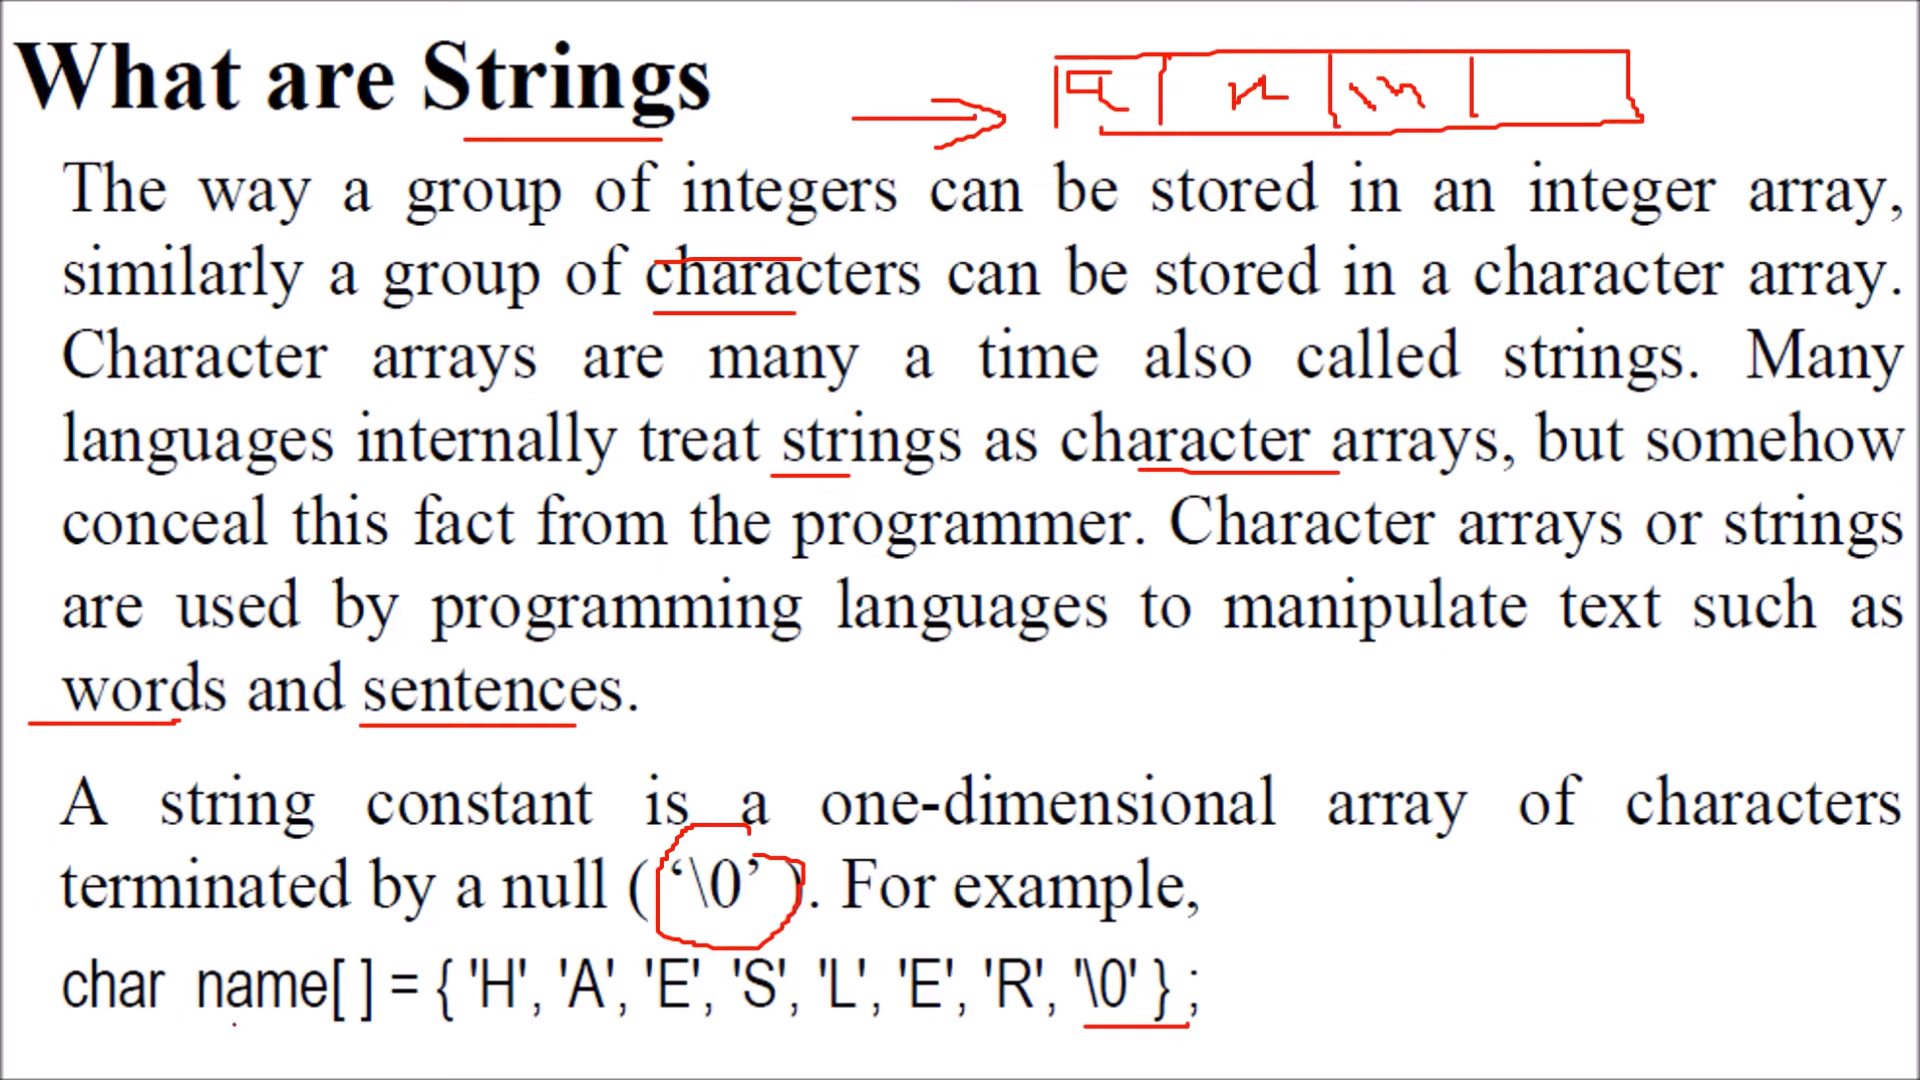 What are Strings
The way a group of integers can be stored in an integer array,
similarly a group of characters can be stored in a character array.
Character arrays are many a time also called strings. Many
languages internally treat strings as character arrays, but somehow
conceal this fact from the programmer. Character arrays or strings
are used by programming languages to manipulate text such as
words and sentences.
A string constant is a one-dimensional array of characters
terminated by a null ( ‘\0’ ). For example,
char name[ ] = { 'H', 'A', 'E', 'S', 'L', 'E', 'R', '\0' } ;